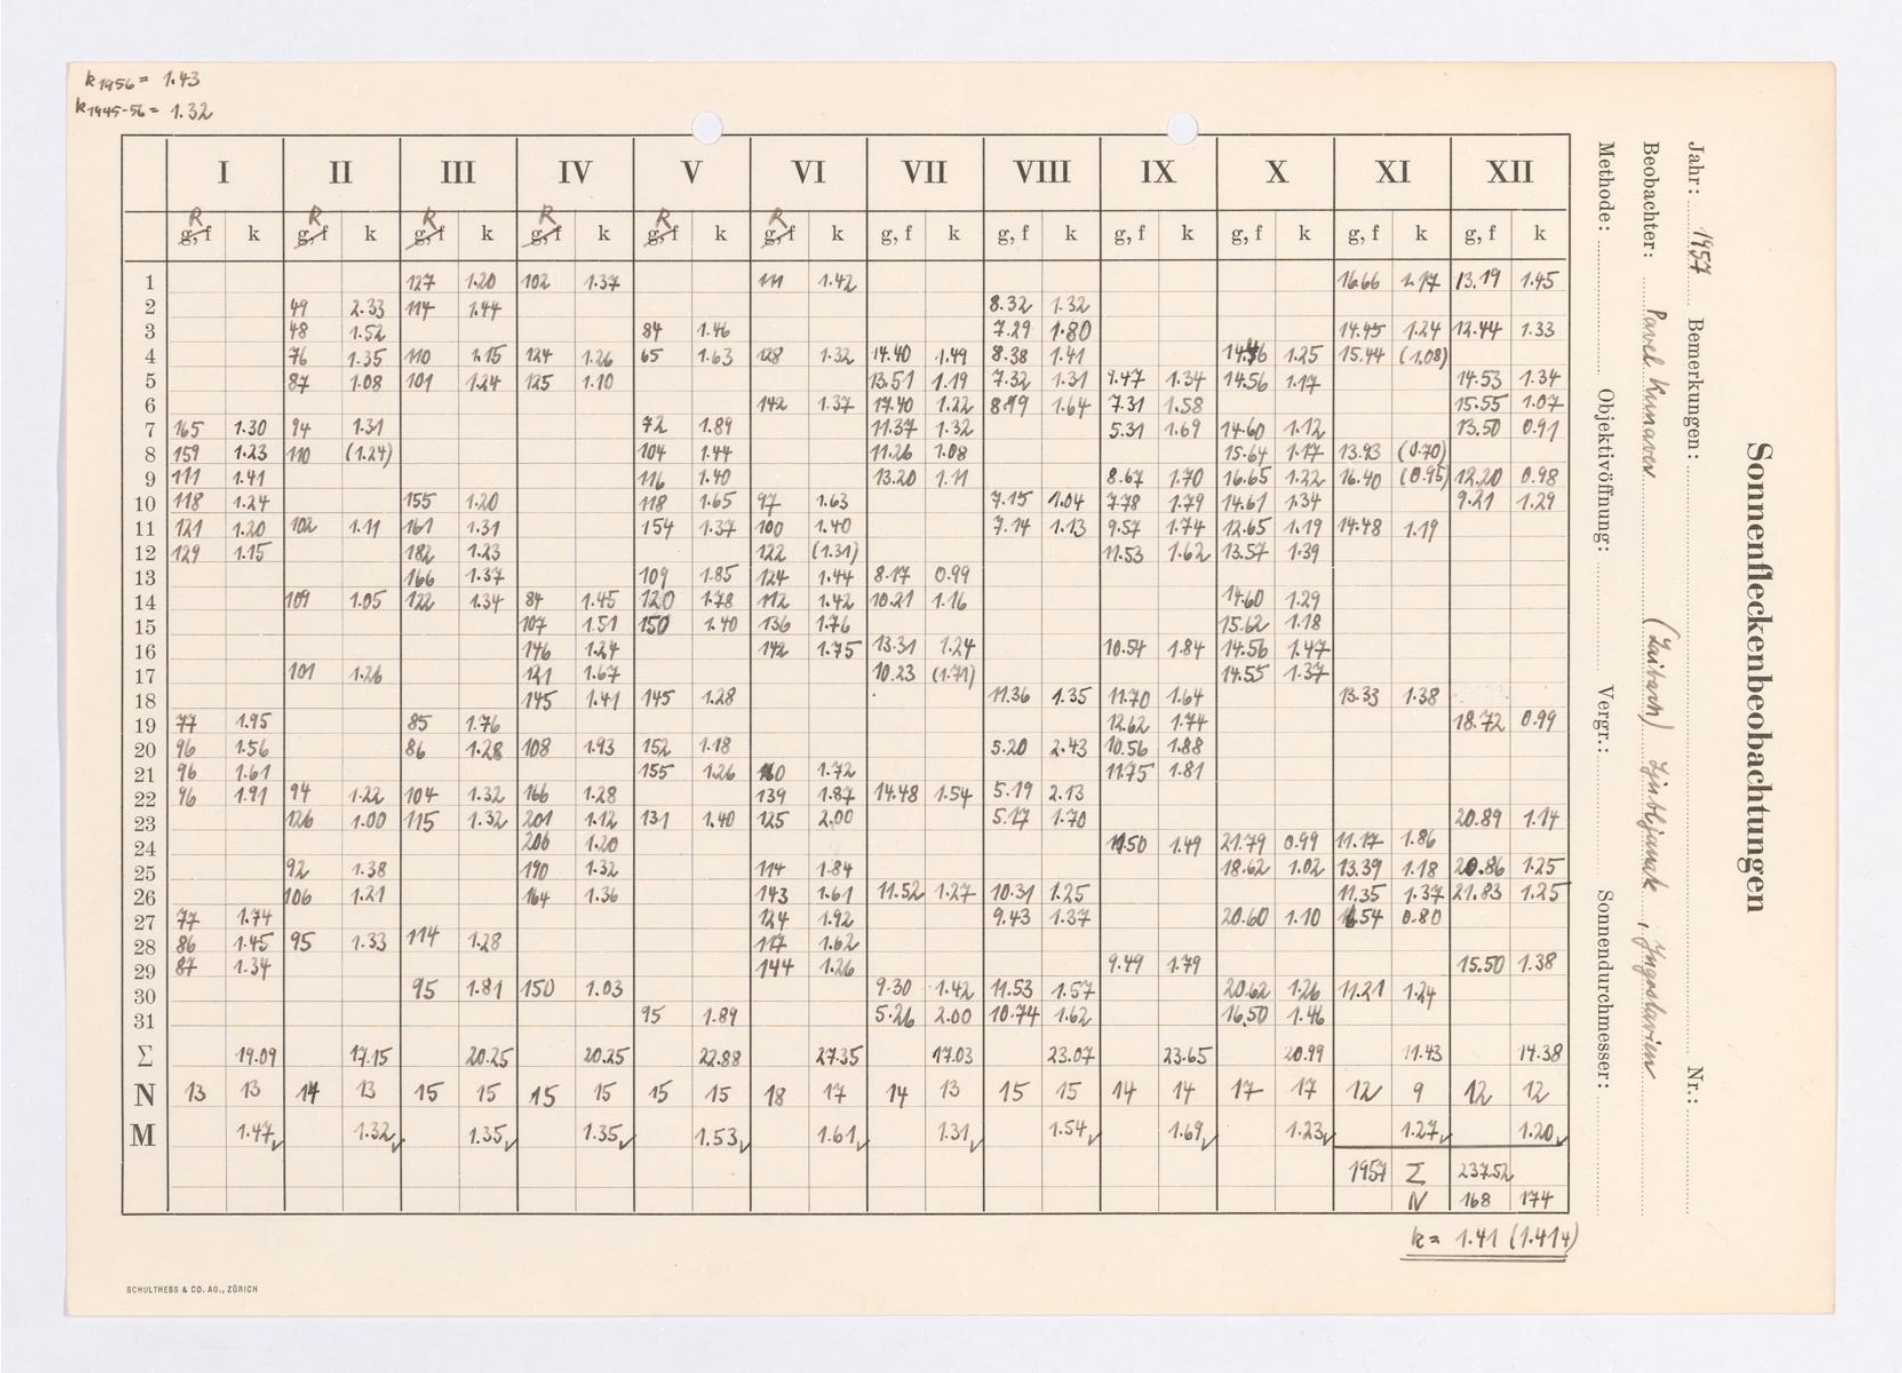 k1956 = 1.43
k1945-56 = 1.32
I II III IV V VI VII VIII IX X XI XII
R R R R R R
g, f k g, f k g, f k g, f k g, f k g, f k g, f k g, f k g, f k g, f k g, f k g, f k
1 127 1.20 102 1.37 111 1.42 16.66 1.17 13.19 1.45
2 49 2.33 114 1.44 8.32 1.32
3 48 1.52 84 1.46 7.29 1.80 14.45 1.24 12.44 1.33
4 76 1.35 110 1.15 124 1.26 65 1.63 128 1.32 14.40 1.49 8.38 1.41 14.46 1.25 15.44 (1.08)
5 87 1.08 101 1.24 125 1.10 13.51 1.19 7.32 1.31 9.47 1.34 14.56 1.17 14.53 1.34
6 142 1.37 17.40 1.22 8.19 1.64 7.31 1.58 15.55 1.07
7 165 1.30 94 1.31 72 1.89 11.37 1.32 5.31 1.69 14.60 1.12 13.50 0.91
8 159 1.23 110 (1.24) 104 1.44 11.26 1.08 15.64 1.17 13.93 (0.70)
9 111 1.41 116 1.40 13.20 1.11 8.67 1.70 16.65 1.22 16.40 (0.95) 12.20 0.98
10 118 1.24 155 1.20 118 1.65 97 1.63 7.15 1.04 7.78 1.79 14.61 1.34 9.21 1.29
11 121 1.20 102 1.11 161 1.31 154 1.37 100 1.40 7.14 1.13 9.57 1.74 12.65 1.19 14.48 1.19
12 129 1.15 182 1.23 122 (1.31) 11.53 1.62 13.57 1.39
13 166 1.37 109 1.85 124 1.44 8.17 0.99
14 109 1.05 122 1.34 84 1.45 120 1.78 112 1.42 10.21 1.16 14.60 1.29
15 107 1.51 150 1.40 136 1.76 15.62 1.18
16 146 1.24 142 1.75 13.31 1.24 10.54 1.84 14.56 1.47
17 101 1.26 121 1.67 10.23 (1.71) 14.55 1.37
18 145 1.41 145 1.28 11.36 1.35 11.70 1.64 13.33 1.38
19 77 1.95 85 1.76 12.62 1.74 18.72 0.99
20 96 1.56 86 1.28 108 1.93 152 1.18 5.20 2.43 10.56 1.88
21 96 1.61 155 1.26 160 1.72 11.75 1.81
22 96 1.91 94 1.22 104 1.32 166 1.28 139 1.87 14.48 1.54 5.19 2.13
23 126 1.00 115 1.32 201 1.12 131 1.40 125 2.00 5.17 1.70 20.89 1.14
24 206 1.20 11.50 1.49 21.79 0.99 11.17 1.86
25 92 1.38 190 1.32 114 1.84 18.62 1.02 13.39 1.18 20.86 1.25
26 106 1.21 164 1.36 143 1.61 11.52 1.27 10.31 1.25 11.35 1.37 21.83 1.25
27 77 1.74 124 1.92 9.43 1.37 20.60 1.10 0.80
28 86 1.45 95 1.33 114 1.28 117 1.62
29 87 1.34 144 1.26 9.49 1.79 15.50 1.38
30 95 1.81 150 1.03 9.30 1.42 11.53 1.57 20.62 1.26 11.21 1.24
31 95 1.89 5.26 2.00 10.74 1.62 16.50 1.46
Σ 19.09 17.15 20.25 20.25 22.88 27.35 17.03 23.07 23.65 20.99 11.43 14.38
N 13 13 14 13 15 15 15 15 15 15 18 17 14 13 15 15 14 14 17 17 12 9 12 12
M 1.47 1.32 1.35 1.35 1.53 1.61 1.31 1.54 1.69 1.23 1.27 1.20
1957 Σ 237.52
N 168 174
k = 1.41 (1.414)
SCHULTHESS & CO. AG., ZÜRICH
Sonnenfleckenbeobachtungen
Jahr: 1957 Bemerkungen: Nr.:
Beobachter: Pavel Kunaver (Laibach) Ljubljana, Jugoslavien
Methode: Objektivöffnung: Vergr.: Sonnendurchmesser: